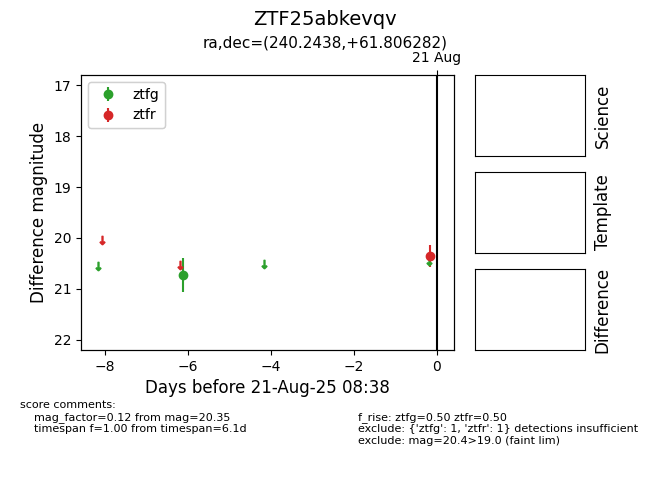 ZTF25abkevqv
ra,dec=(240.2438,+61.806282)
21 Aug
ztfg
ztfr
17
18
19
20
21
22
Difference magnitude
−8
−6
−4
−2
0
Days before 21-Aug-25 08:38
Science
Template
Difference
score comments:
mag_factor=0.12 from mag=20.35
timespan f=1.00 from timespan=6.1d
f_rise: ztfg=0.50 ztfr=0.50
exclude: {'ztfg': 1, 'ztfr': 1} detections insufficient
exclude: mag=20.4>19.0 (faint lim)